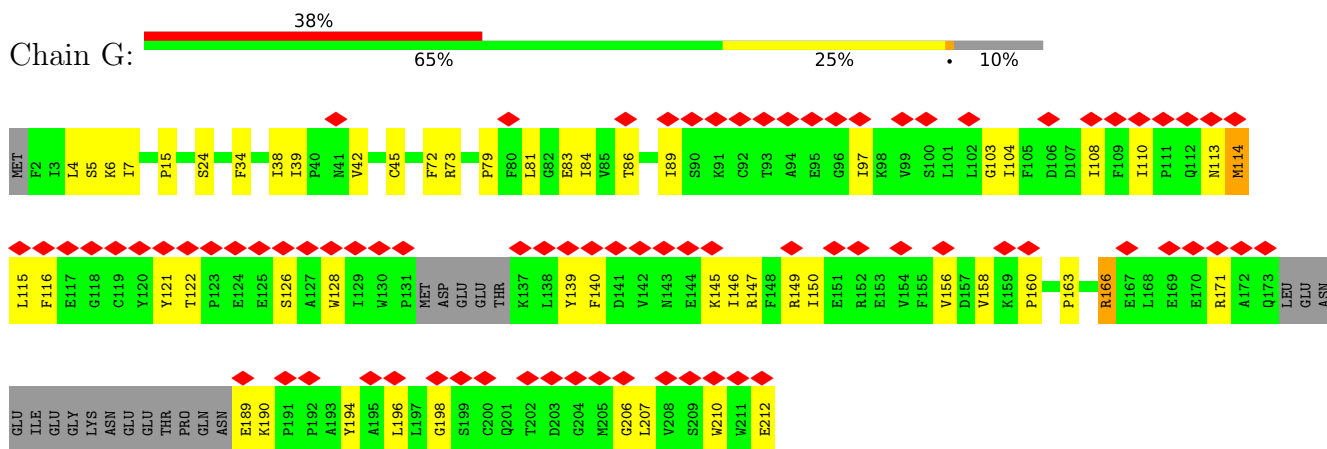 38%
Chain G:
65% 25% • 10%
MET F2 I3 L4 S5 K6 I7 P15 S24 F34 I38 I39 P40 N41 V42 C45 F72 R73 P79 F80 L81 G82 E83 I84 V85 T86 I89 S90 K91 C92 T93 A94 E95 G96 I97 K98 V99 S100 L101 L102 G103 I104 F105 D106 D107 I108 F109 I110 P111 Q112 N113 M114
L115 F116 E117 G118 C119 Y120 Y121 T122 P123 E124 E125 S126 A127 W128 I129 W130 P131 MET ASP GLU GLU THR K137 L138 Y139 F140 D141 V142 N143 E144 K145 I146 R147 F148 R149 I150 E151 R152 E153 V154 F155 V156 D157 V158 K159 P160 P163 R166 E167 L168 E169 E170 R171 A172 Q173 LEU GLU ASN
GLU ILE GLU GLY LYS ASN GLU GLU THR PRO GLN ASN E189 K190 P191 P192 A193 Y194 A195 L196 L197 G198 S199 C200 Q201 T202 D203 G204 M205 G206 L207 V208 S209 W210 W211 E212